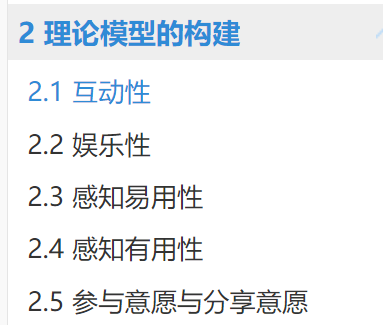 2 理论模型的构建
2.1 互动性
2.2 娱乐性
2.3 感知易用性
2.4 感知有用性
2.5 参与意愿与分享意愿